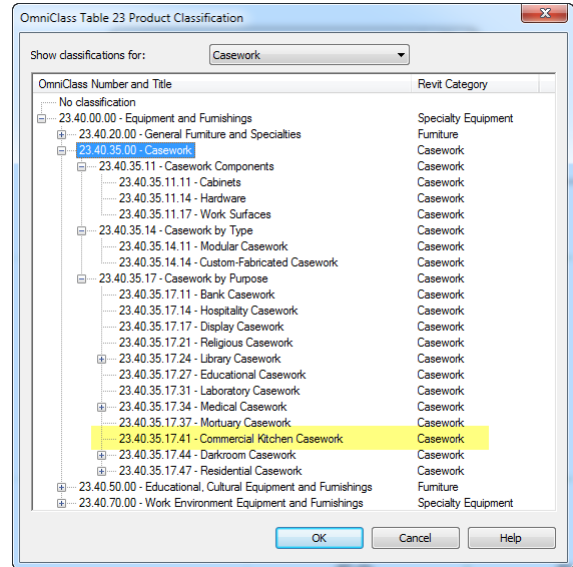 OmniClass Table 23 Product Classification
Show classifications for: Casework
OmniClass Number and Title Revit Category
No classification
23.40.00.00 - Equipment and Furnishings Specialty Equipment
23.40.20.00 - General Furniture and Specialties Furniture
23.40.35.00 - Casework Casework
23.40.35.11 - Casework Components Casework
23.40.35.11.11 - Cabinets Casework
23.40.35.11.14 - Hardware Casework
23.40.35.11.17 - Work Surfaces Casework
23.40.35.14 - Casework by Type Casework
23.40.35.14.11 - Modular Casework Casework
23.40.35.14.14 - Custom-Fabricated Casework Casework
23.40.35.17 - Casework by Purpose Casework
23.40.35.17.11 - Bank Casework Casework
23.40.35.17.14 - Hospitality Casework Casework
23.40.35.17.17 - Display Casework Casework
23.40.35.17.21 - Religious Casework Casework
23.40.35.17.24 - Library Casework Casework
23.40.35.17.27 - Educational Casework Casework
23.40.35.17.31 - Laboratory Casework Casework
23.40.35.17.34 - Medical Casework Casework
23.40.35.17.37 - Mortuary Casework Casework
23.40.35.17.41 - Commercial Kitchen Casework Casework
23.40.35.17.44 - Darkroom Casework Casework
23.40.35.17.47 - Residential Casework Casework
23.40.50.00 - Educational, Cultural Equipment and Furnishings Furniture
23.40.70.00 - Work Environment Equipment and Furnishings Specialty Equipment
OK Cancel Help